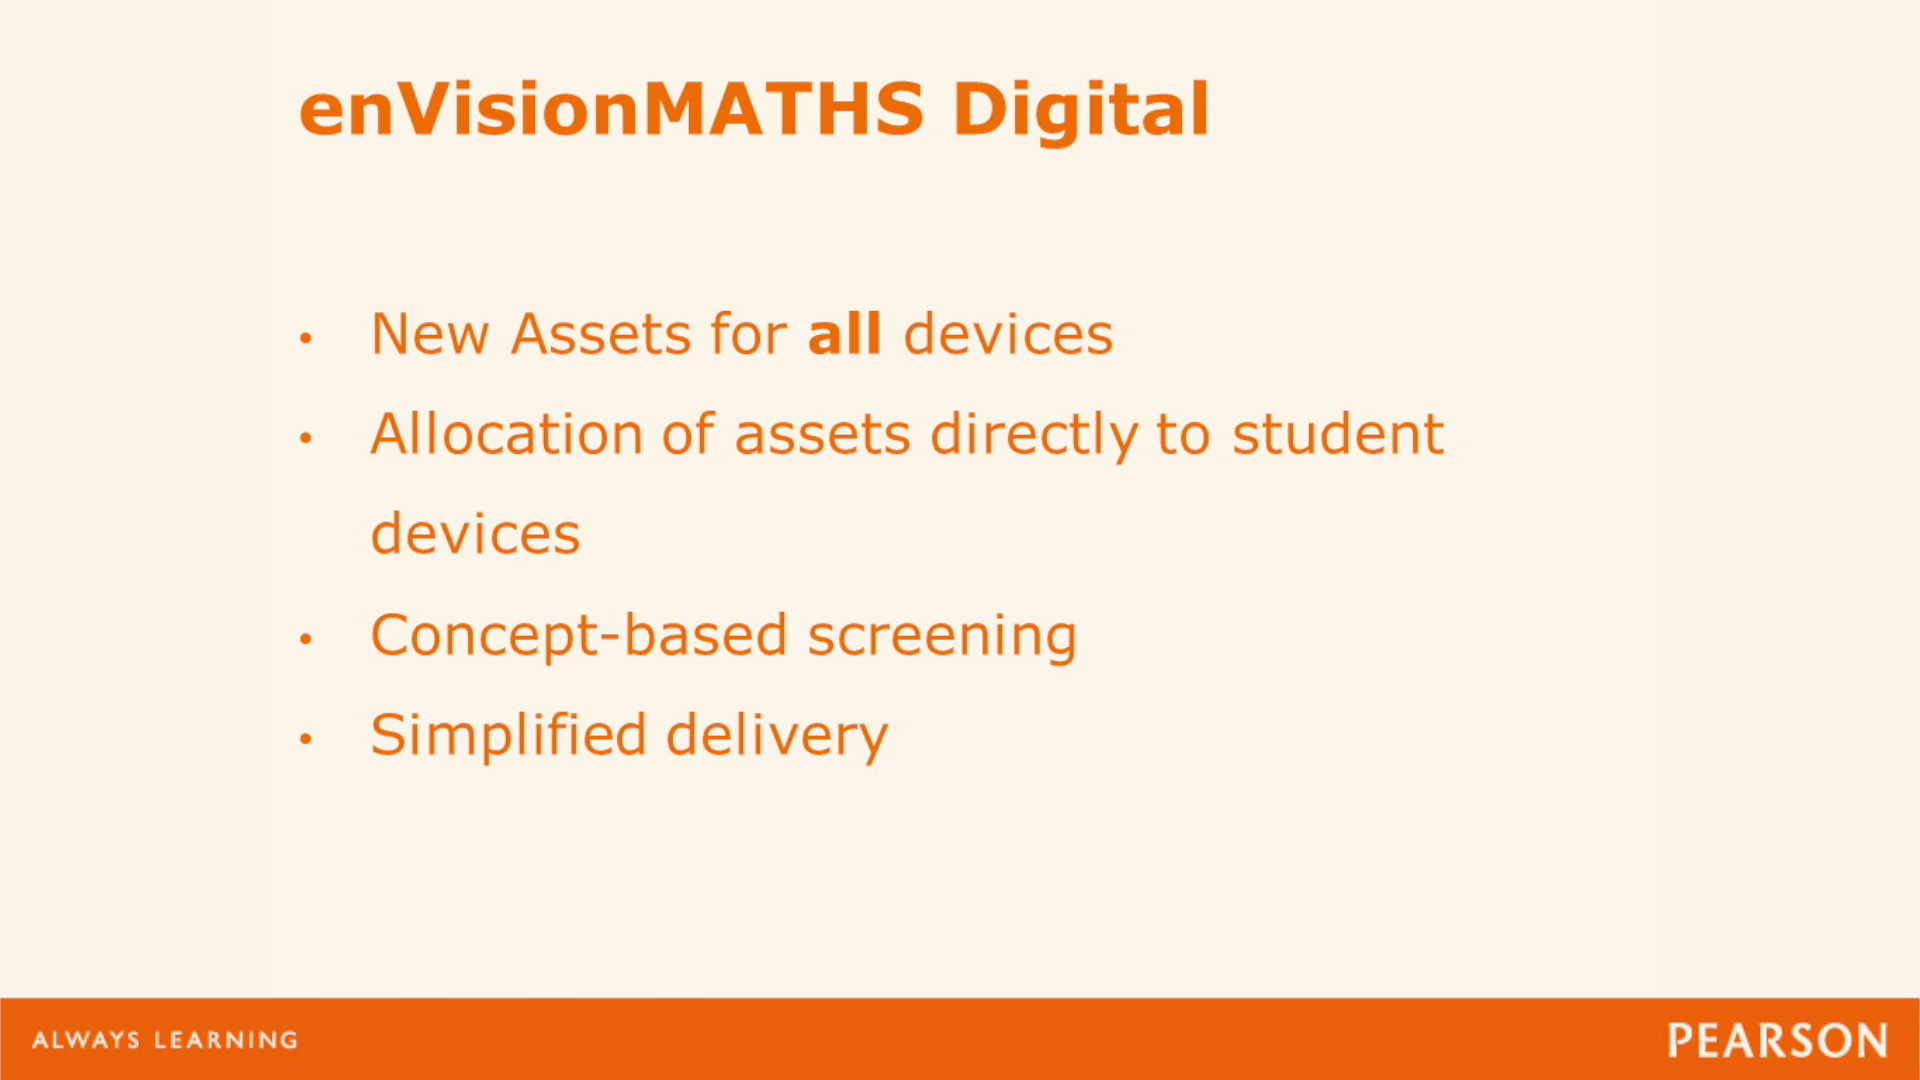 enVisionMATHS Digital
• New Assets for all devices
• Allocation of assets directly to student
devices
• Concept-based screening
• Simplified delivery
ALWAYS LEARNING
PEARSON